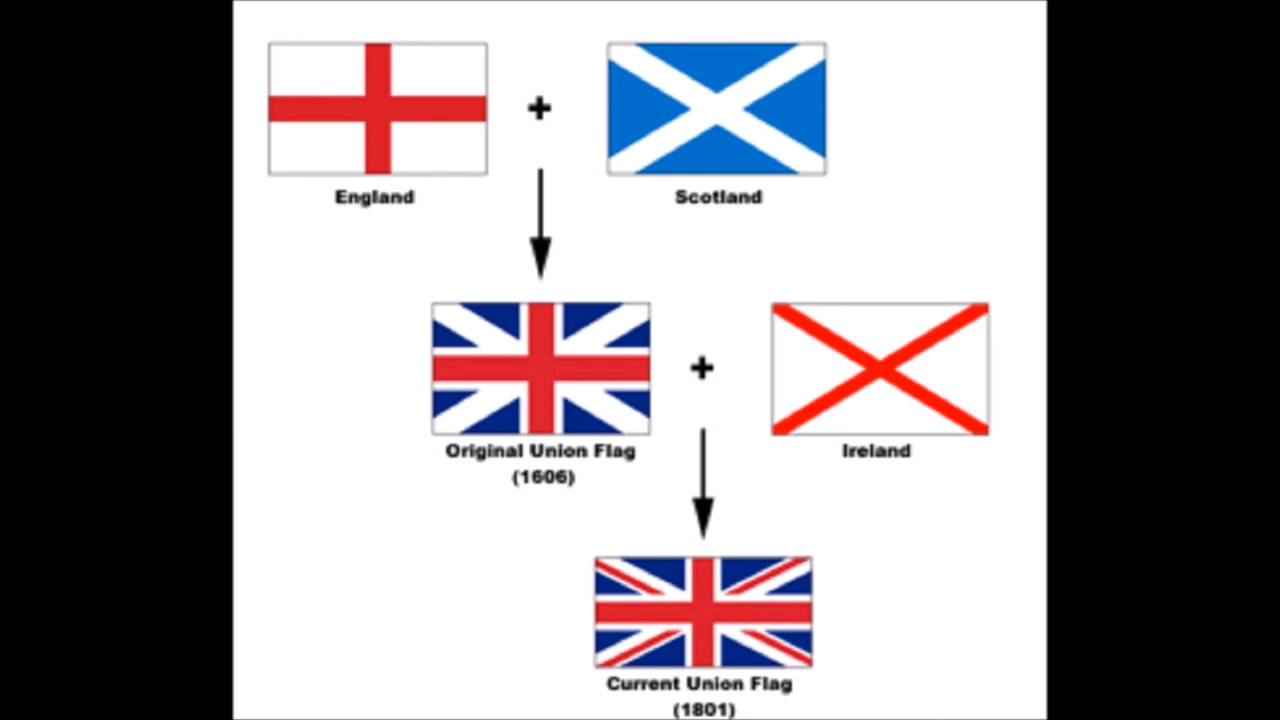 England
Scotland
Original Union Flag
(1606)
Ireland
Current Union Flag
(1801)